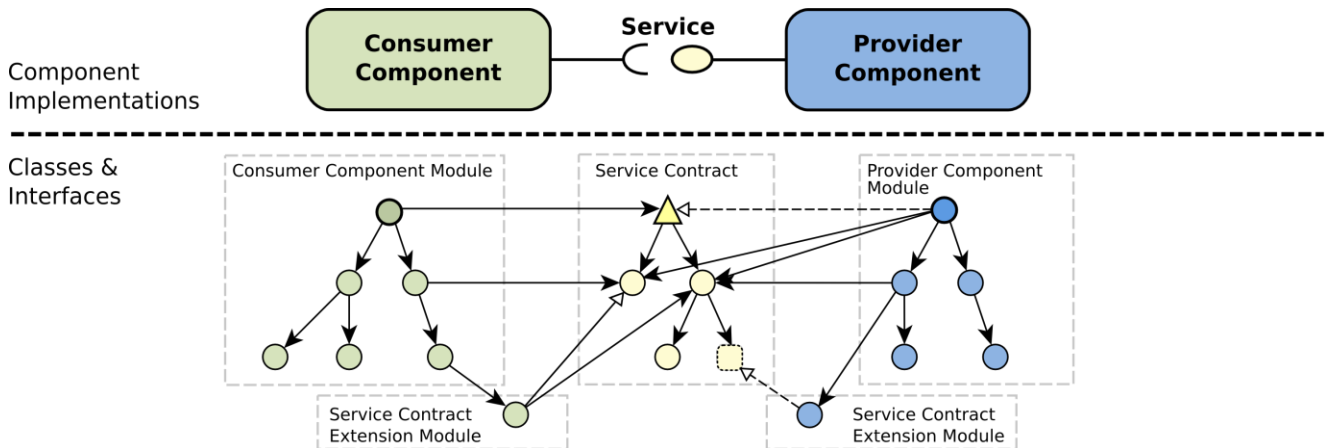 Consumer
Component
Service
Provider
Component
Component
Implementations
Classes &
Interfaces
Consumer Component Module
Service Contract
Provider Component
Module
Service Contract
Extension Module
Service Contract
Extension Module